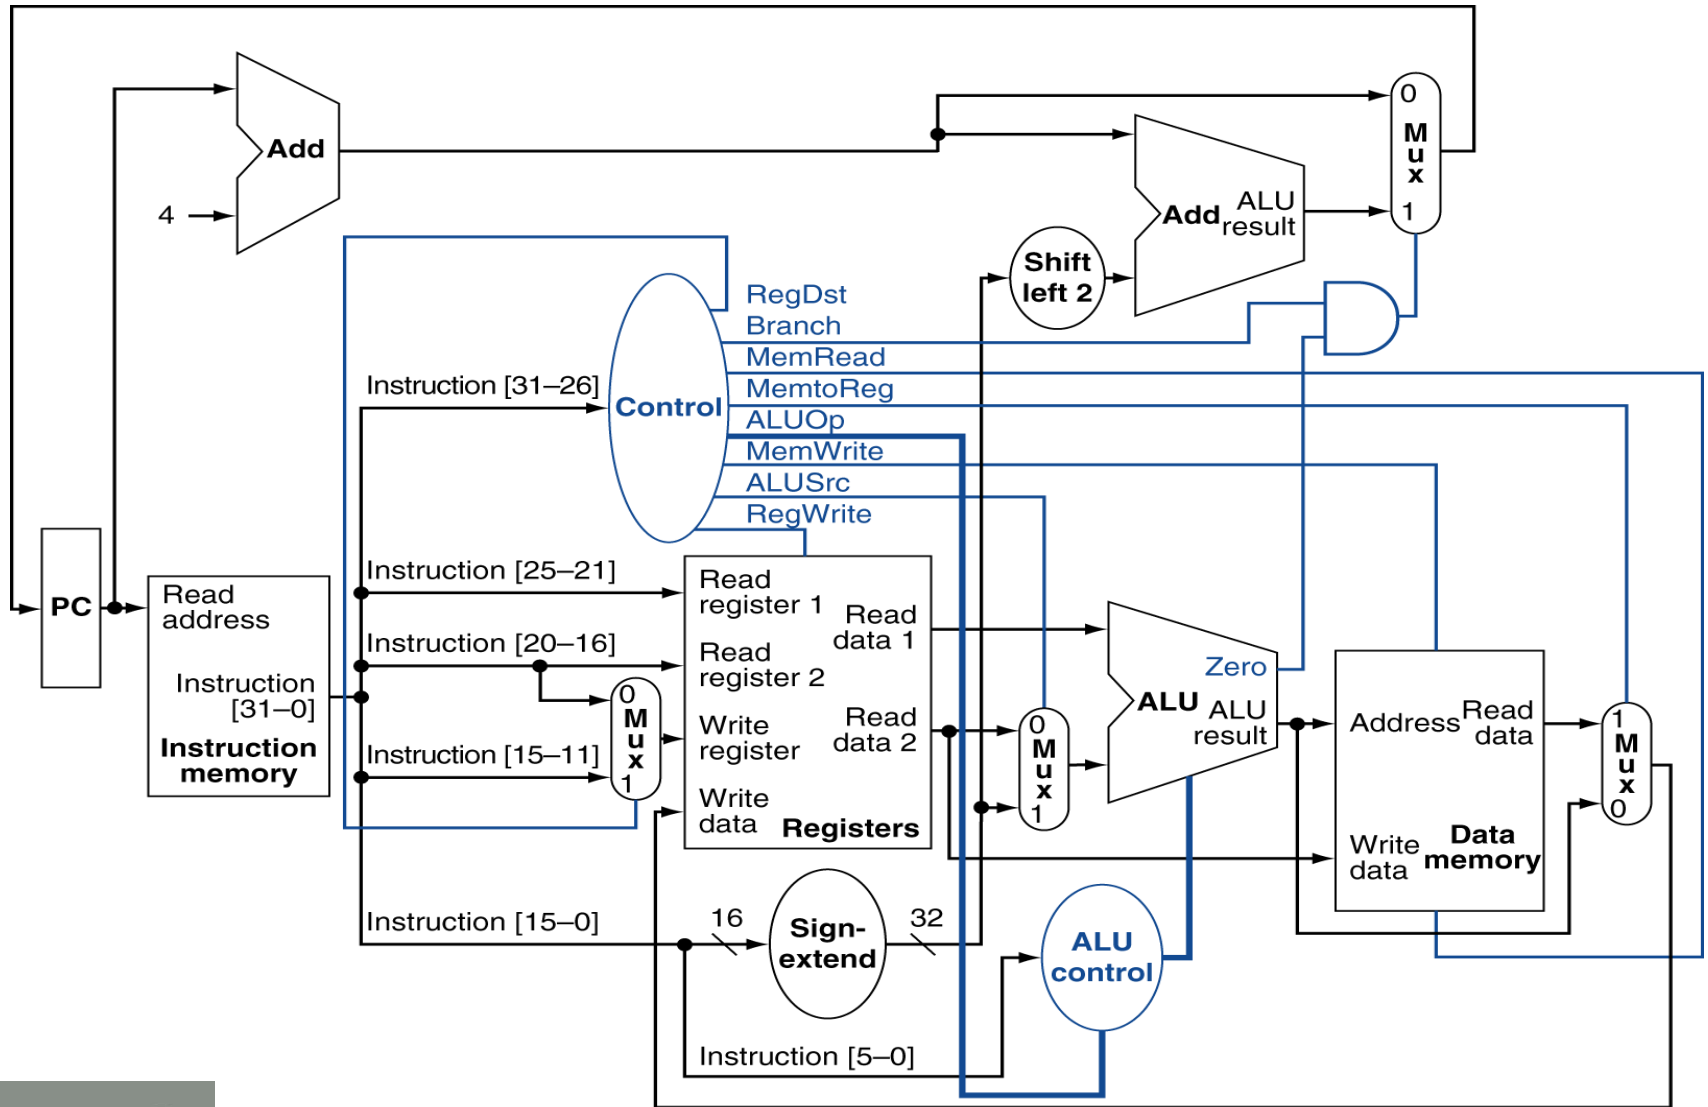 0
M
u
x
1
Add
4
Add
ALU
result
Shift
left 2
RegDst
Branch
MemRead
MemtoReg
ALUOp
MemWrite
ALUSrc
RegWrite
Control
Instruction [31–26]
Instruction [25–21]
Instruction [20–16]
Instruction [15–11]
Instruction [15–0]
Instruction [5–0]
PC
Read
address
Instruction
[31–0]
Instruction
memory
0
M
u
x
1
Read
register 1
Read
register 2
Write
register
Write
data
Read
data 1
Read
data 2
Registers
16
Sign-
extend
32
0
M
u
x
1
Zero
ALU
ALU
result
ALU
control
Address
Read
data
Write
data
Data
memory
1
M
u
x
0